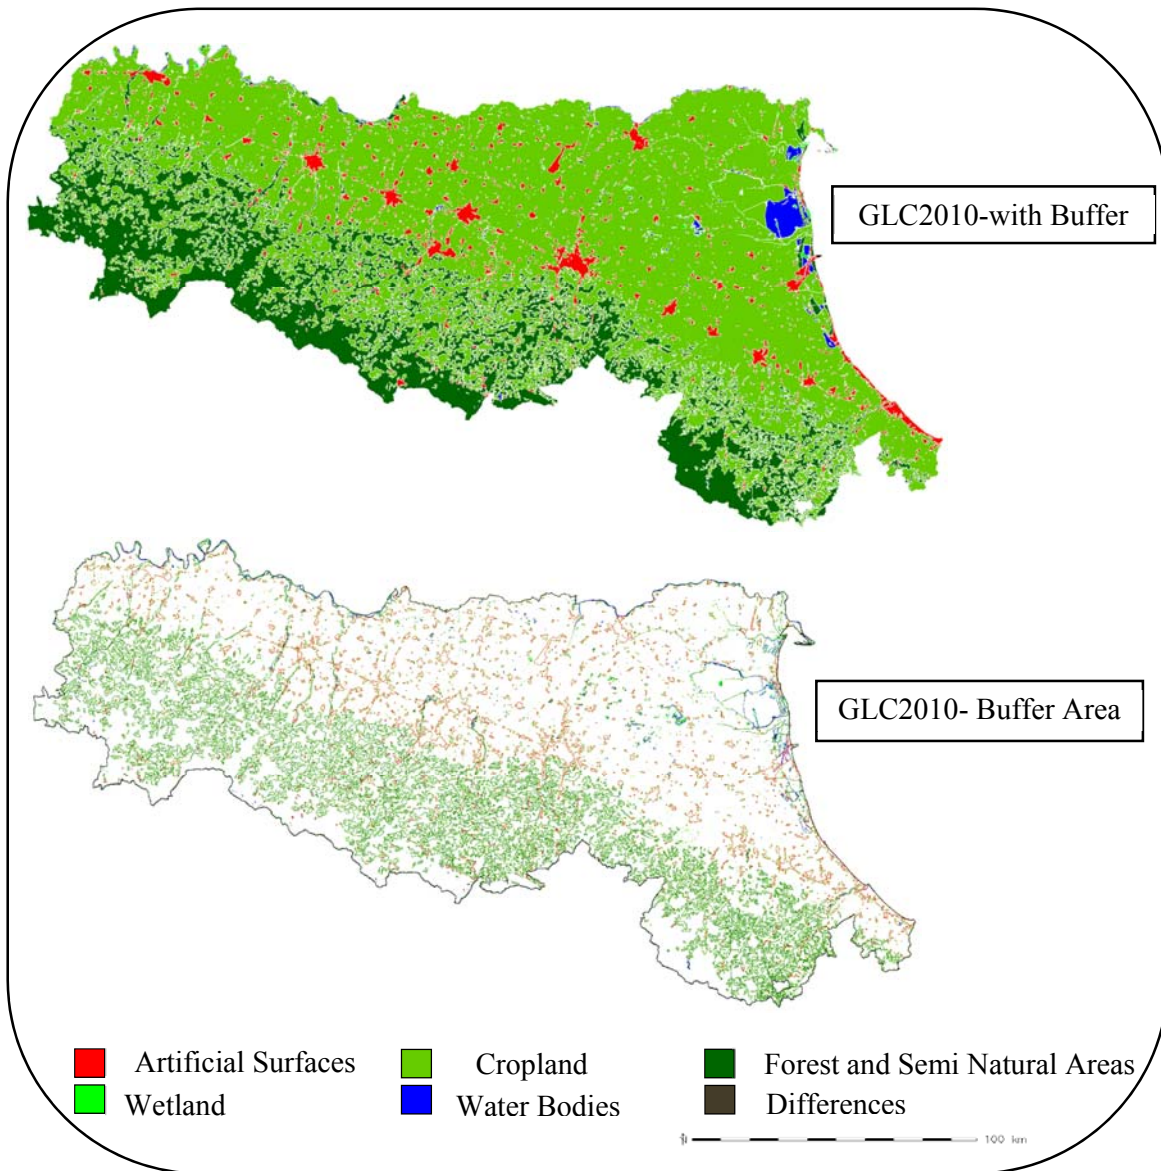 GLC2010-with Buffer
GLC2010- Buffer Area
Artificial Surfaces
Cropland
Forest and Semi Natural Areas
Wetland
Water Bodies
Differences
100 km